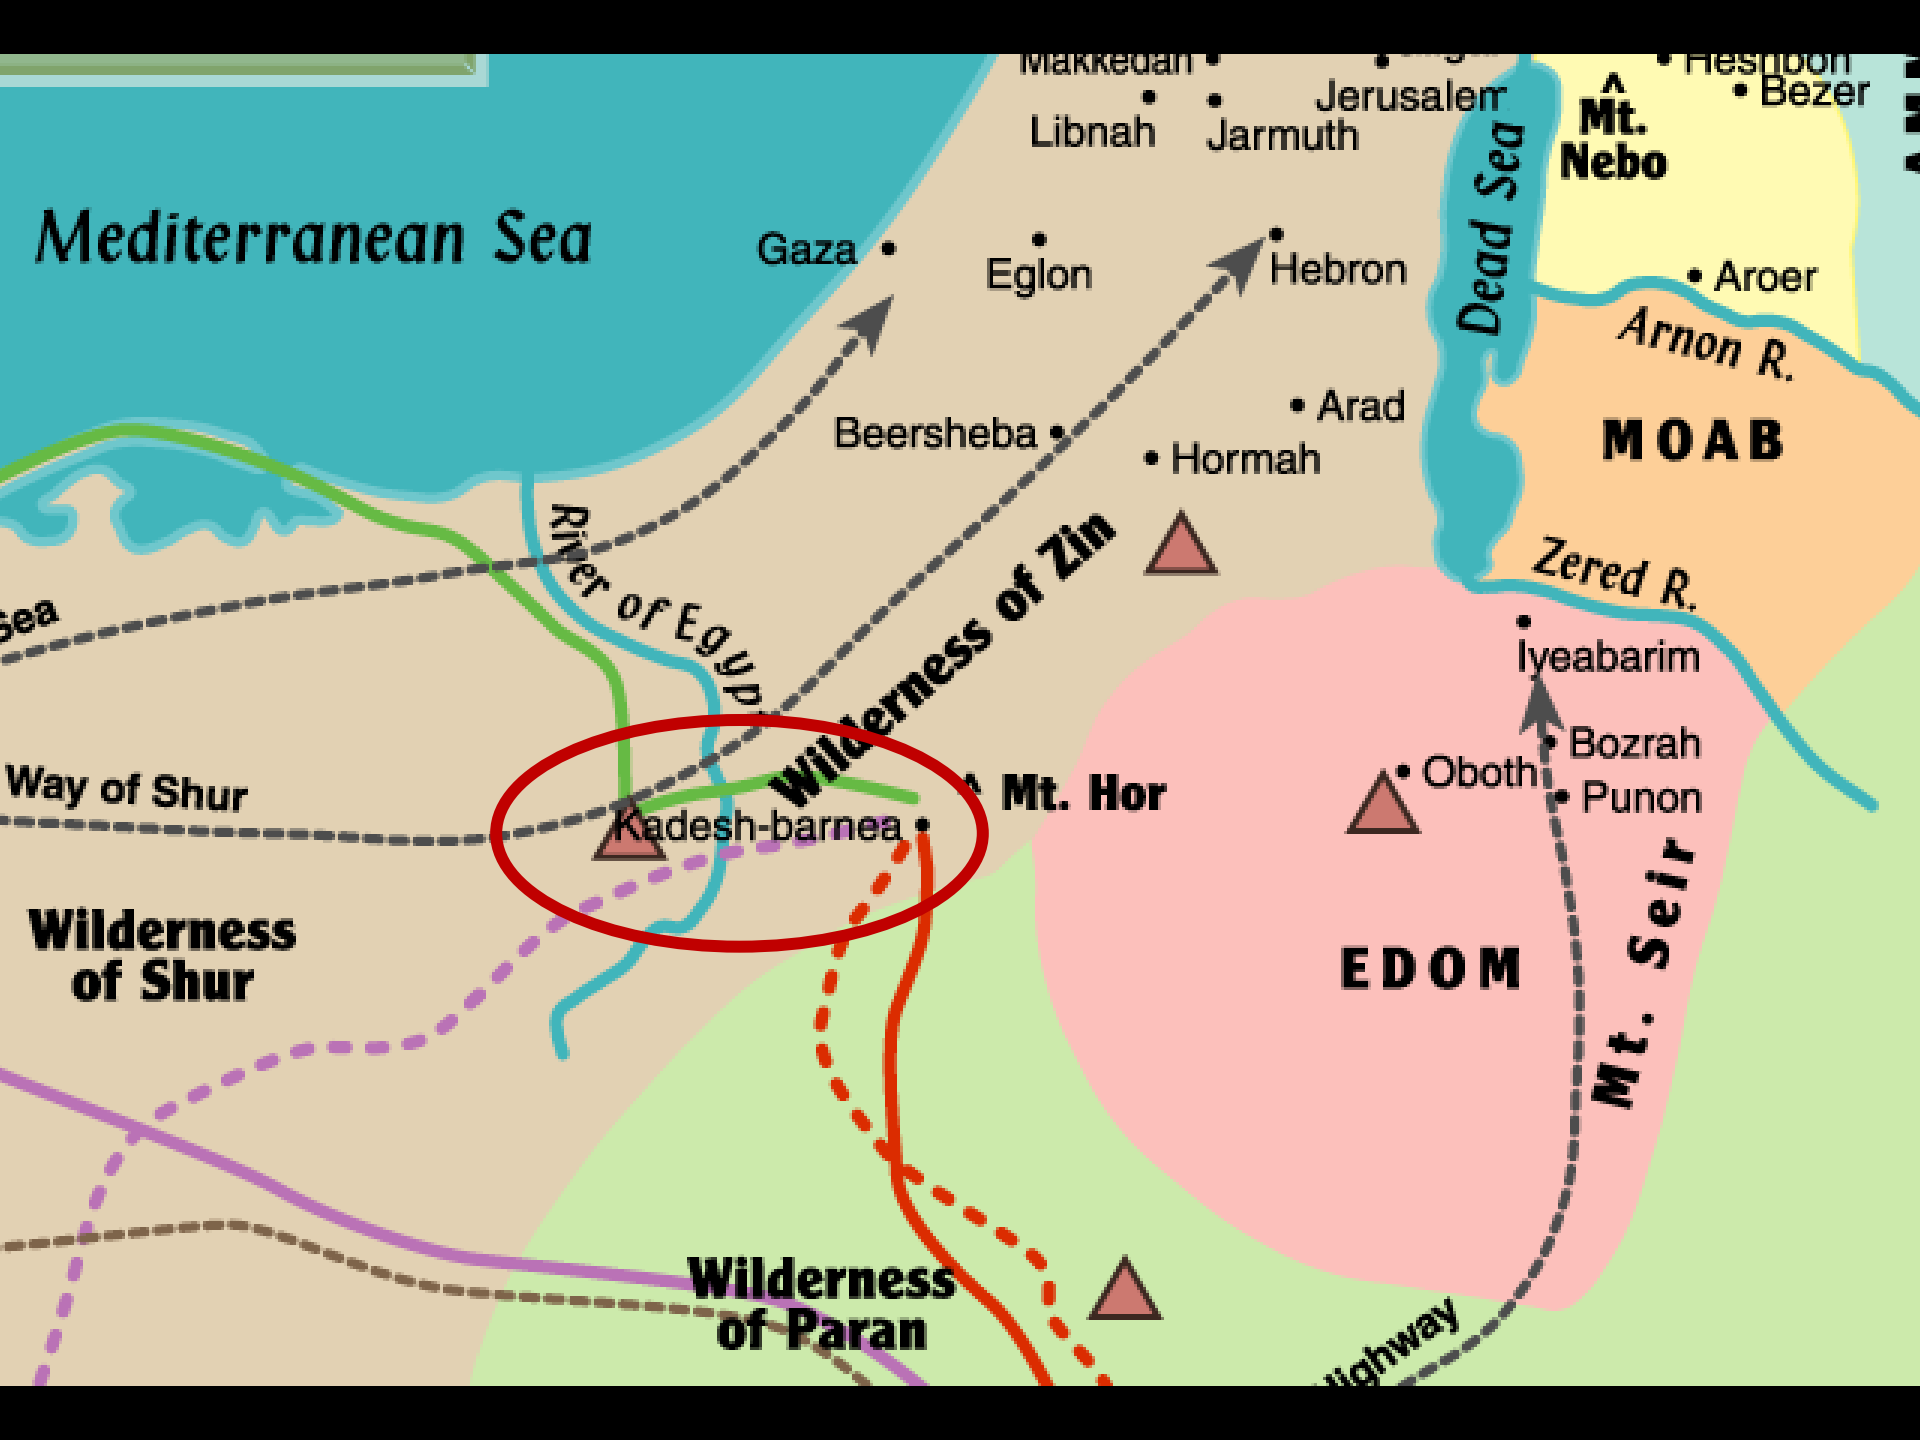 Makkedah
Heshbon
Bezer
Jerusalem
Libnah
Jarmuth
Mt.
Nebo
Dead Sea
Mediterranean Sea
Gaza
Eglon
Hebron
Aroer
Arnon R.
Arad
Beersheba
Hormah
MOAB
River of Egypt
Wilderness of Zin
Zered R.
Sea
Iyeabarim
Way of Shur
Mt. Hor
Bozrah
Oboth
Punon
Kadesh-barnea
Wilderness
of Shur
EDOM
Mt. Seir
Wilderness
of Paran
Highway